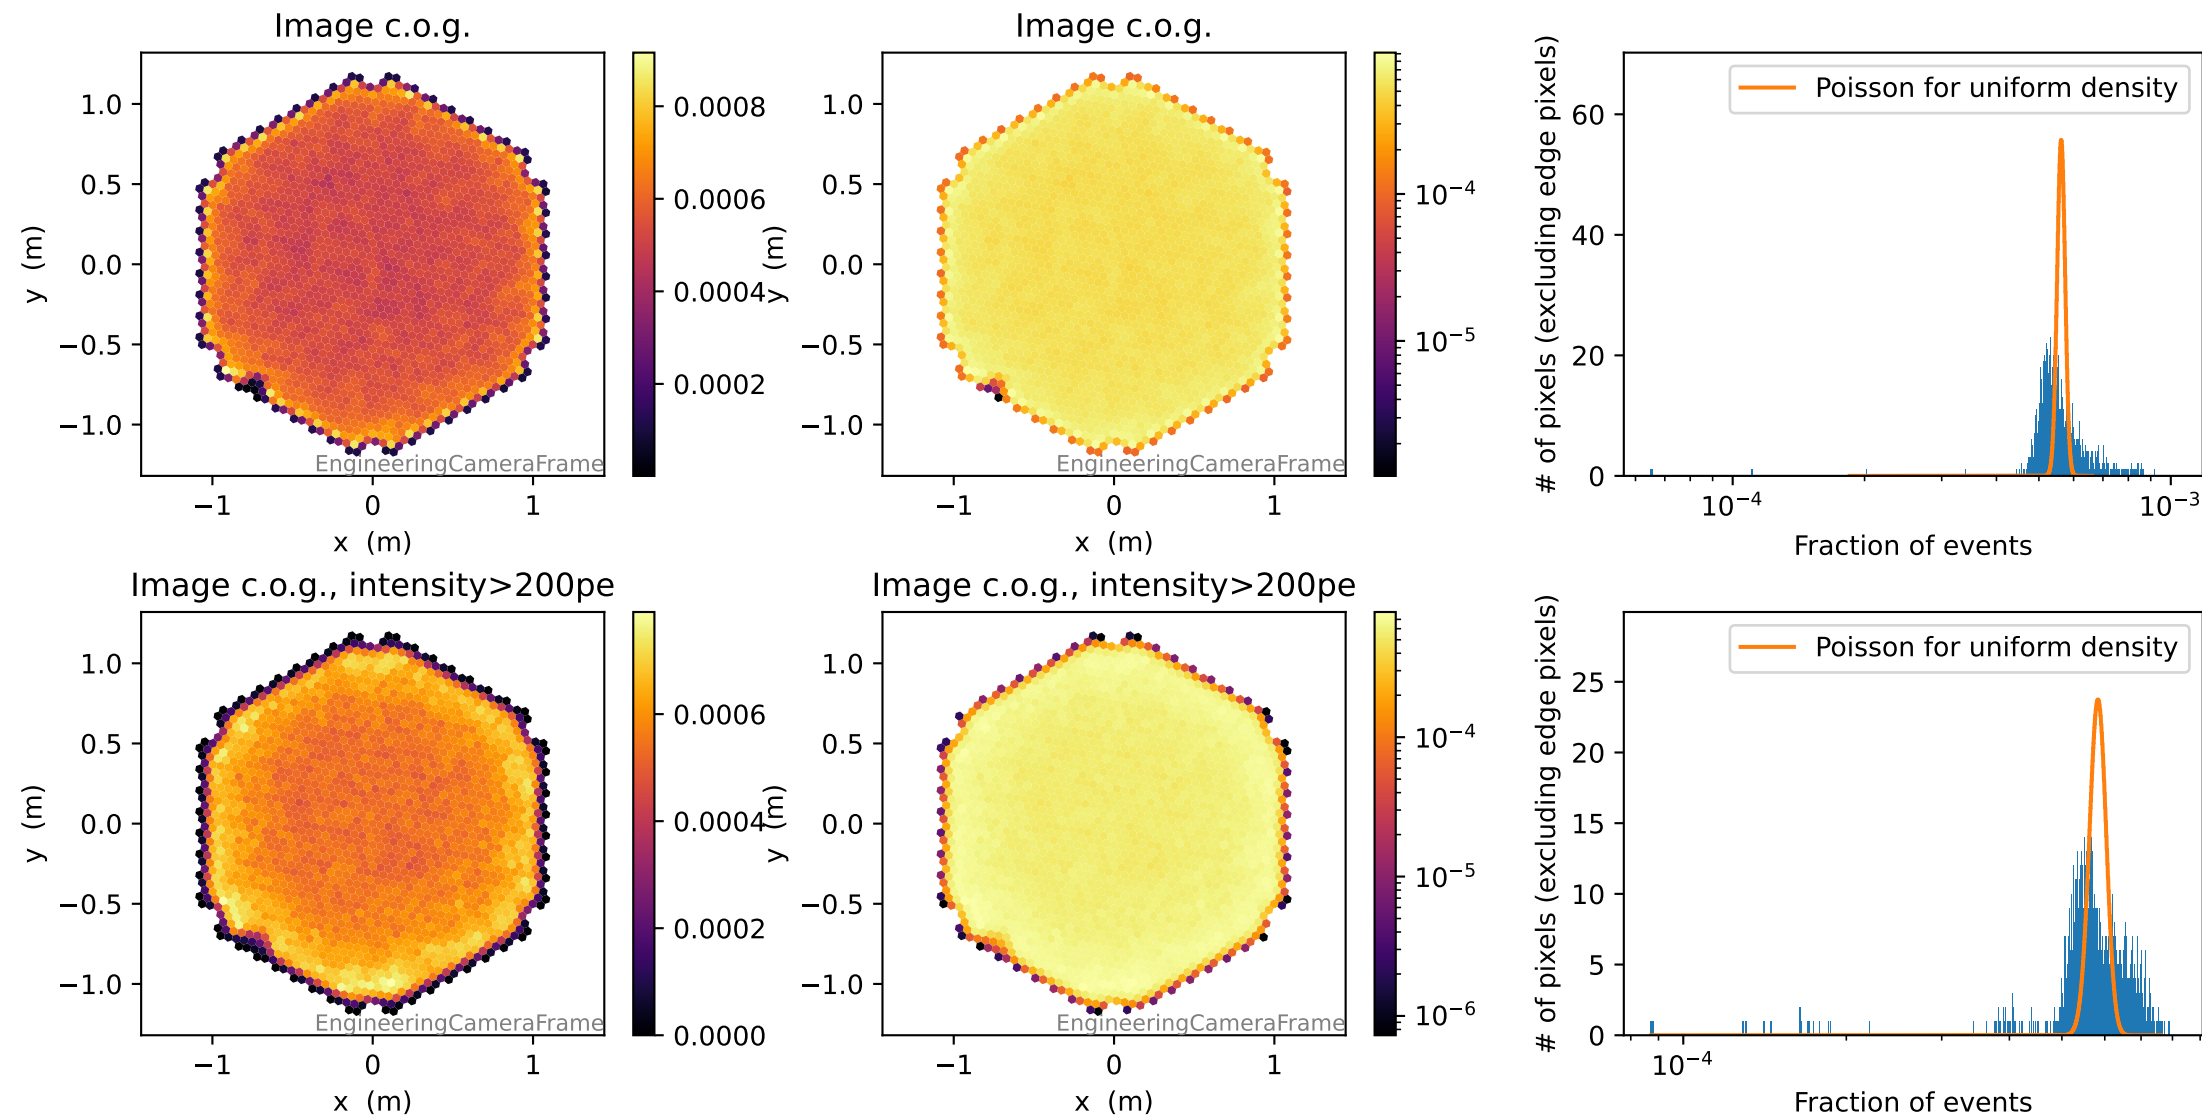 Image c.o.g.
1.0
0.5
0.0
−0.5
−1.0
y (m)
−1
0
1
x (m)
EngineeringCameraFrame
0.0008
0.0006
0.0004
0.0002
Image c.o.g.
1.0
0.5
0.0
−0.5
−1.0
y (m)
−1
0
1
x (m)
EngineeringCameraFrame
10⁻⁴
10⁻⁵
# of pixels (excluding edge pixels)
60
40
20
0
Poisson for uniform density
10⁻⁴
10⁻³
Fraction of events
Image c.o.g., intensity>200pe
1.0
0.5
0.0
−0.5
−1.0
y (m)
−1
0
1
x (m)
EngineeringCameraFrame
0.0006
0.0004
0.0002
0.0000
Image c.o.g., intensity>200pe
1.0
0.5
0.0
−0.5
−1.0
y (m)
−1
0
1
x (m)
EngineeringCameraFrame
10⁻⁴
10⁻⁵
10⁻⁶
# of pixels (excluding edge pixels)
25
20
15
10
5
0
Poisson for uniform density
10⁻⁴
Fraction of events